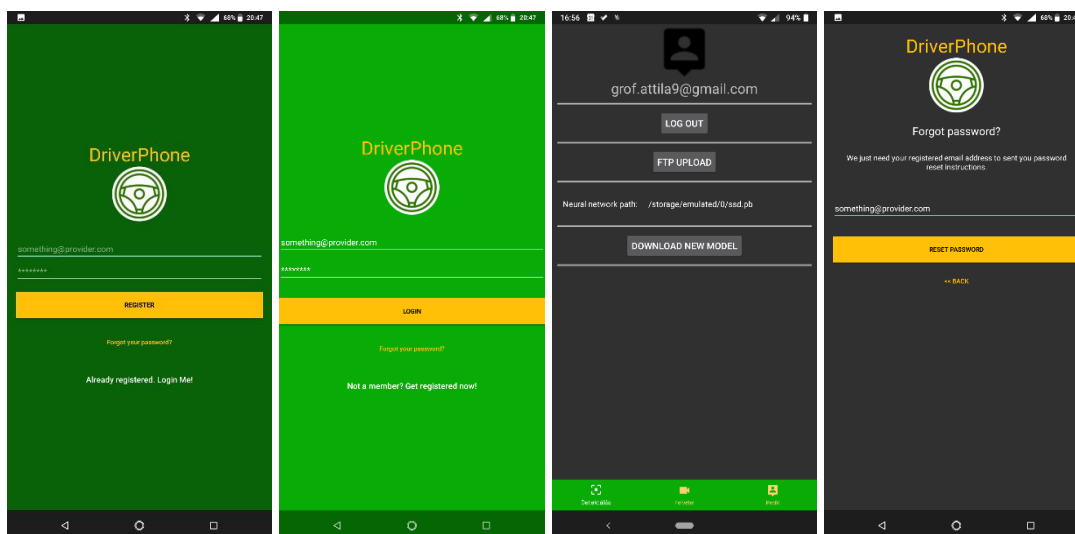 20:47
68%
DriverPhone
something@provider.com
********
REGISTER
Forgot your password?
Already registered. Login Me!
68% 20:47
DriverPhone
something@provider.com
********
LOGIN
Forgot your password?
Not a member? Get registered now!
16:56 31
94%
grof.attila9@gmail.com
LOG OUT
FTP UPLOAD
Neural network path: /storage/emulated/0/ssd.pb
DOWNLOAD NEW MODEL
68%
DriverPhone
Forgot password?
We just need your registered email address to sent you password
reset instructions.
something@provider.com
RESET PASSWORD
<< BACK